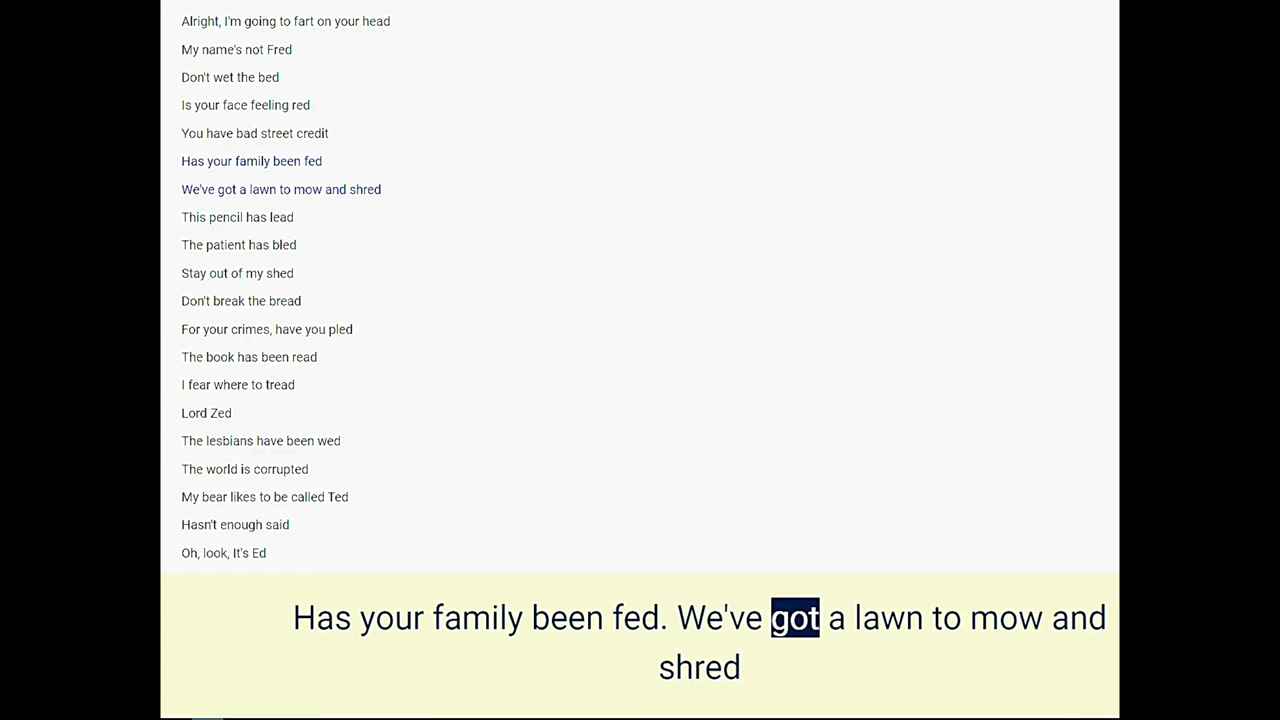 Alright, I'm going to fart on your head
My name's not Fred
Don't wet the bed
Is your face feeling red
You have bad street credit
Has your family been fed
We've got a lawn to mow and shred
This pencil has lead
The patient has bled
Stay out of my shed
Don't break the bread
For your crimes, have you pled
The book has been read
I fear where to tread
Lord Zed
The lesbians have been wed
The world is corrupted
My bear likes to be called Ted
Hasn't enough said
Oh, look, It's Ed
Has your family been fed. We've got a lawn to mow and
shred